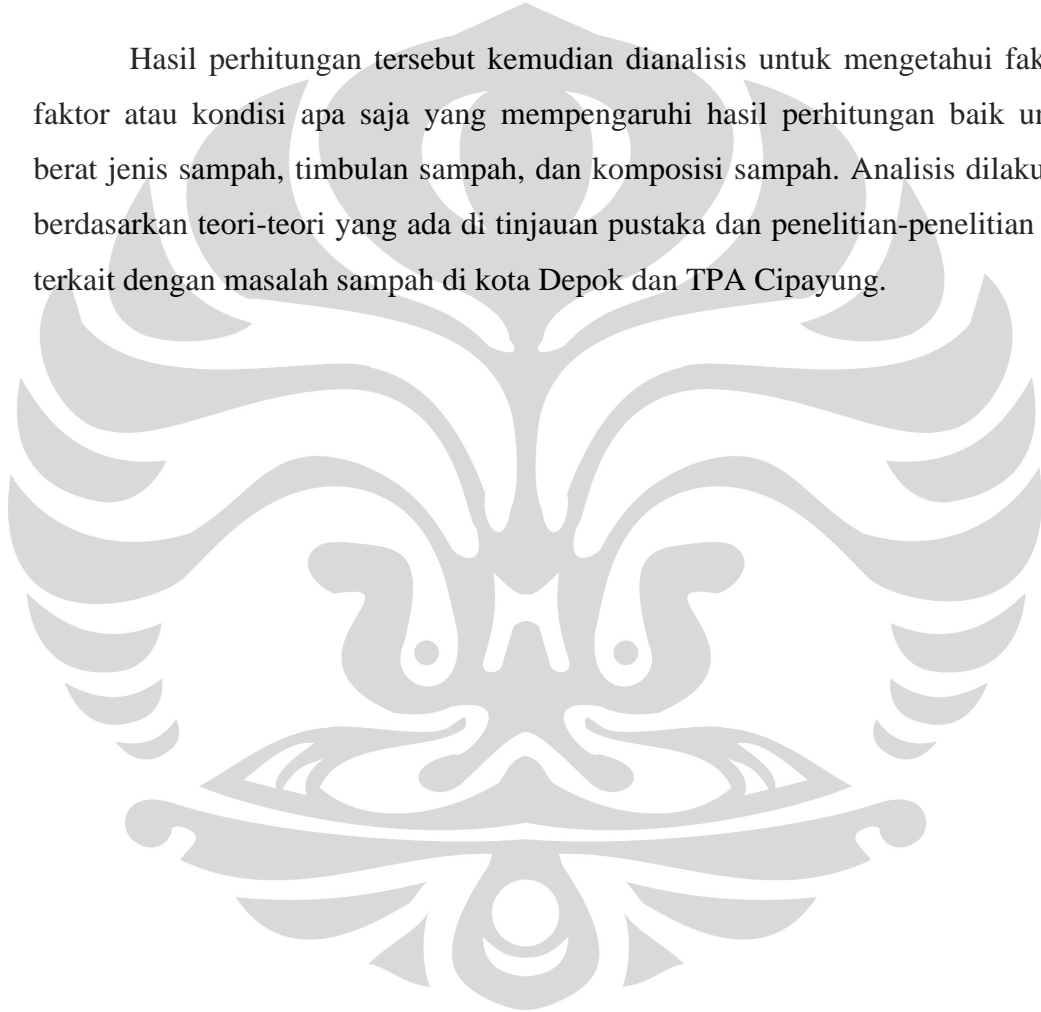 Hasil perhitungan tersebut kemudian dianalisis untuk mengetahui fak
faktor atau kondisi apa saja yang mempengaruhi hasil perhitungan baik un
berat jenis sampah, timbulan sampah, dan komposisi sampah. Analisis dilaku
berdasarkan teori-teori yang ada di tinjauan pustaka dan penelitian-penelitian
terkait dengan masalah sampah di kota Depok dan TPA Cipayung.